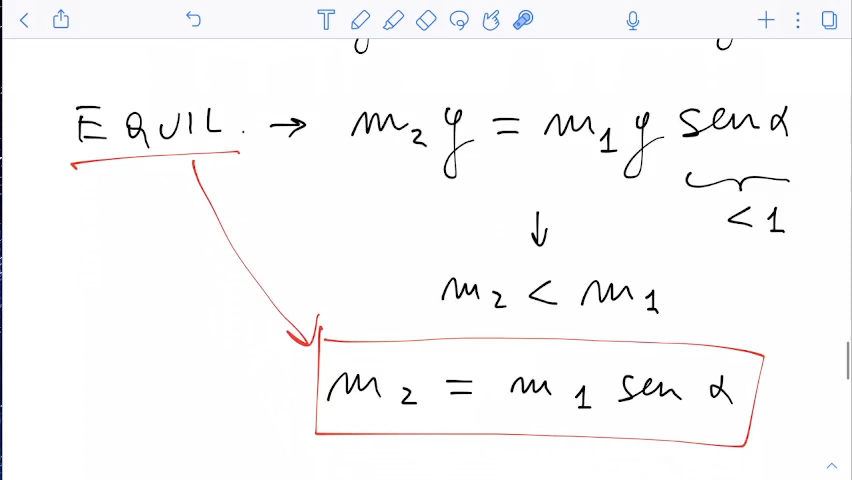 EQUIL. → m₂ g = m₁ g sen α
< 1
↓
m₂ < m₁
m₂ = m₁ sen α